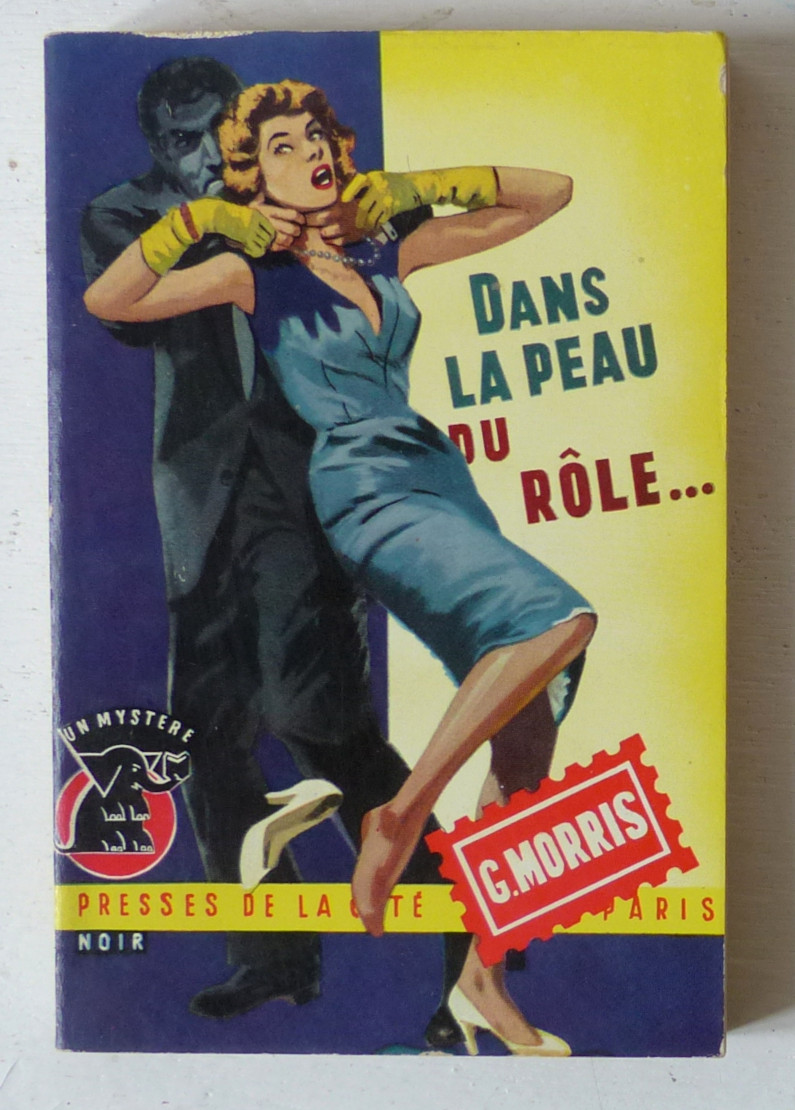 DANS
LA PEAU
DU
RÔLE...
UN MYSTERE
G. MORRIS
PRESSES DE LA CITÉ PARIS
NOIR